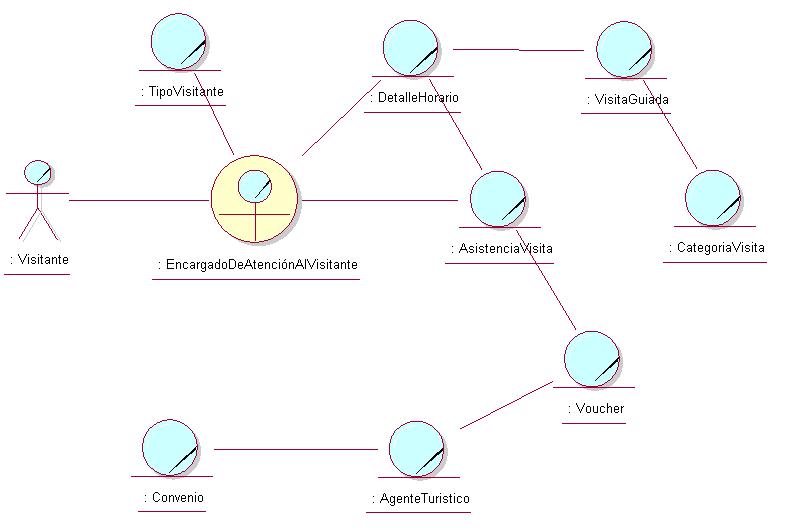 : TipoVisitante
: DetalleHorario
: VisitaGuiada
: Visitante
: EncargadoDeAtenciónAlVisitante
: AsistenciaVisita
: CategoriaVisita
: Voucher
: Convenio
: AgenteTuristico